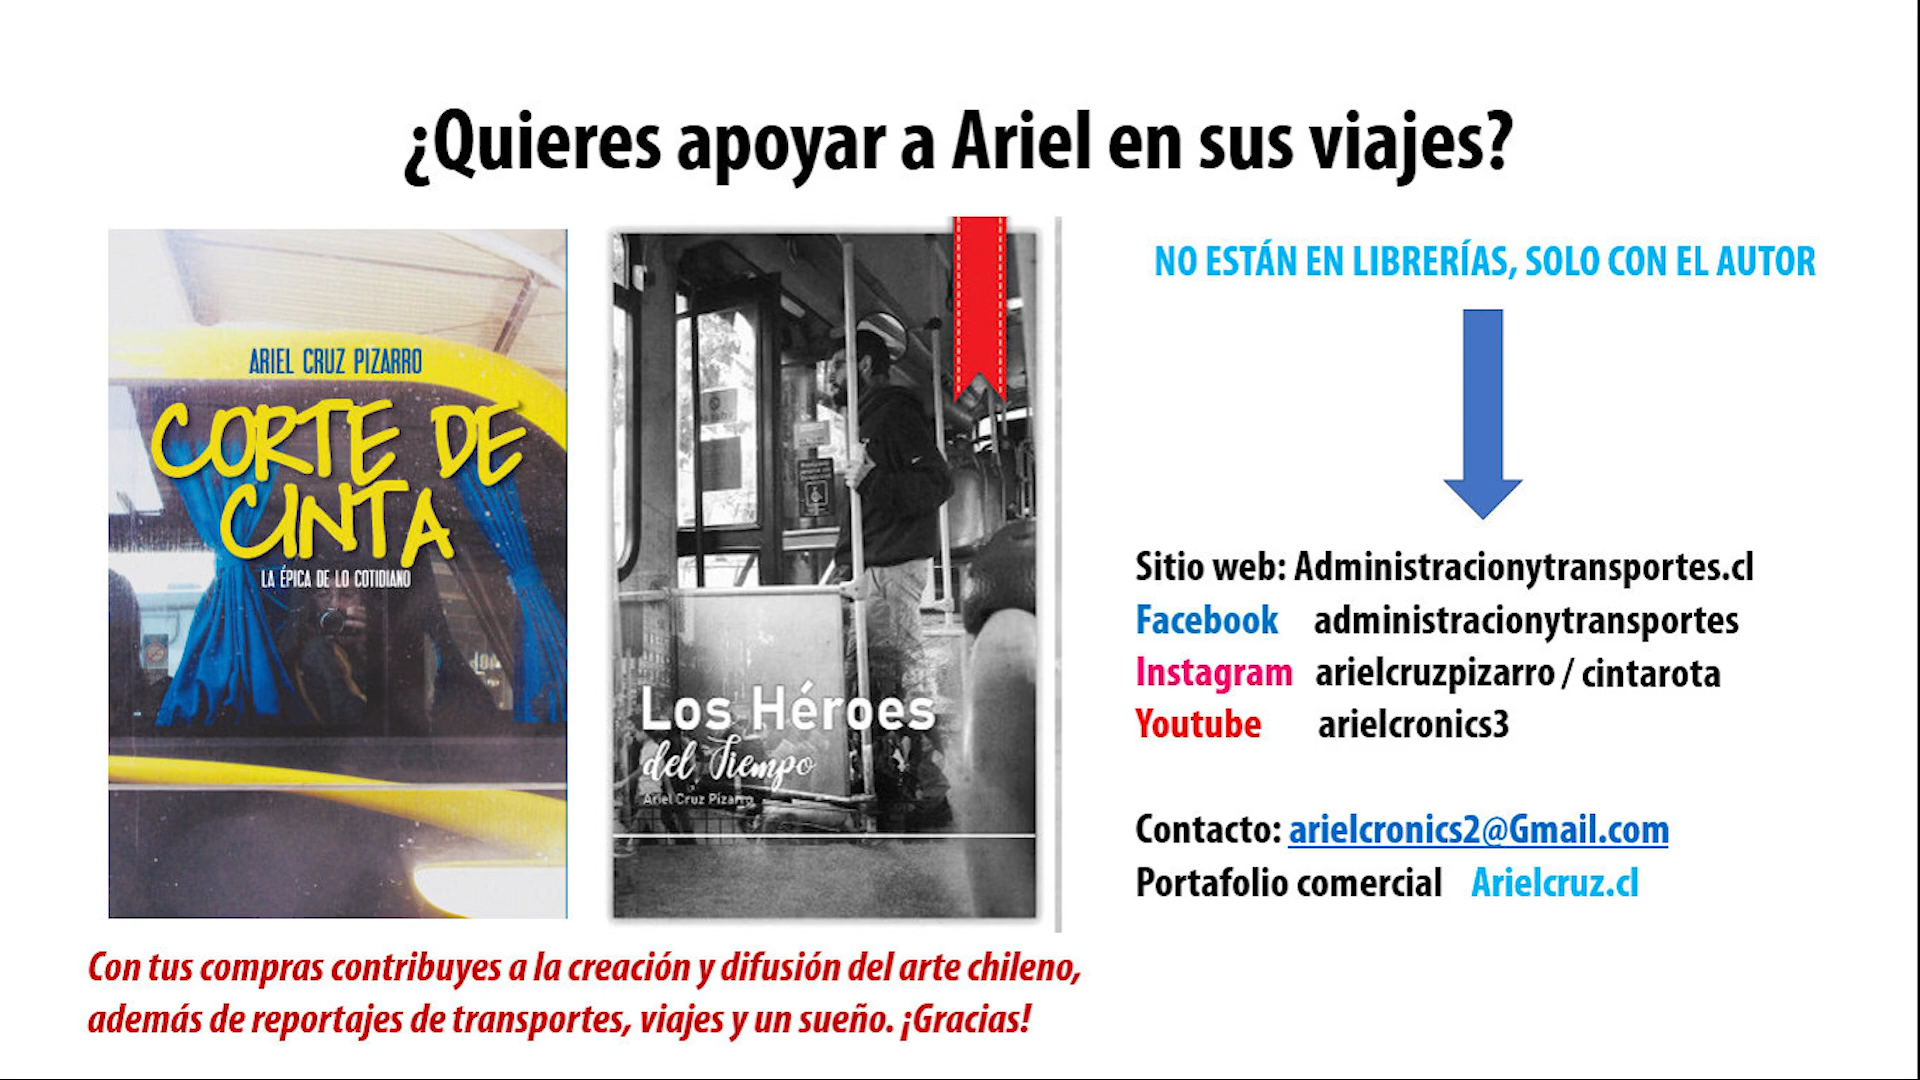 ¿Quieres apoyar a Ariel en sus viajes?
ARIEL CRUZ PIZARRO
CORTE DE
CINTA
LA ÉPICA DE LO COTIDIANO
Los Héroes
del Tiempo
Ariel Cruz Pizarro
NO ESTÁN EN LIBRERÍAS, SOLO CON EL AUTOR
Sitio web: Administracionytransportes.cl
Facebook administracionytransportes
Instagram arielcruzpizarro / cintarota
Youtube arielcronics3
Contacto: arielcronics2@Gmail.com
Portafolio comercial Arielcruz.cl
Con tus compras contribuyes a la creación y difusión del arte chileno,
además de reportajes de transportes, viajes y un sueño. ¡Gracias!